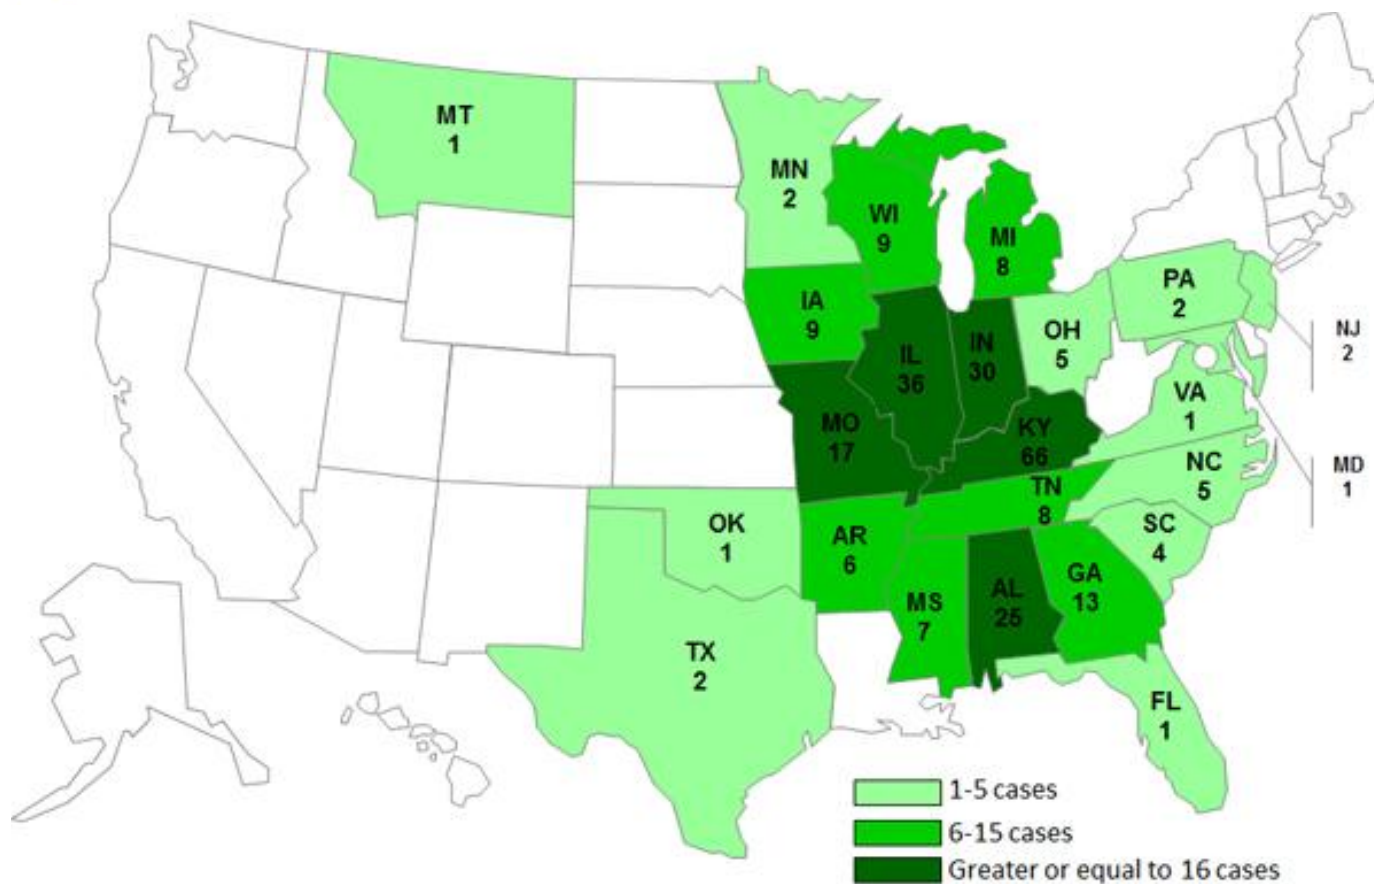 MT
1
MN
2
WI
9
MI
8
IA
9
PA
2
NJ
2
OH
5
IL
36
IN
30
VA
1
MO
17
KY
66
MD
1
NC
5
TN
8
OK
1
AR
6
SC
4
GA
13
MS
7
AL
25
TX
2
FL
1
1-5 cases
6-15 cases
Greater or equal to 16 cases